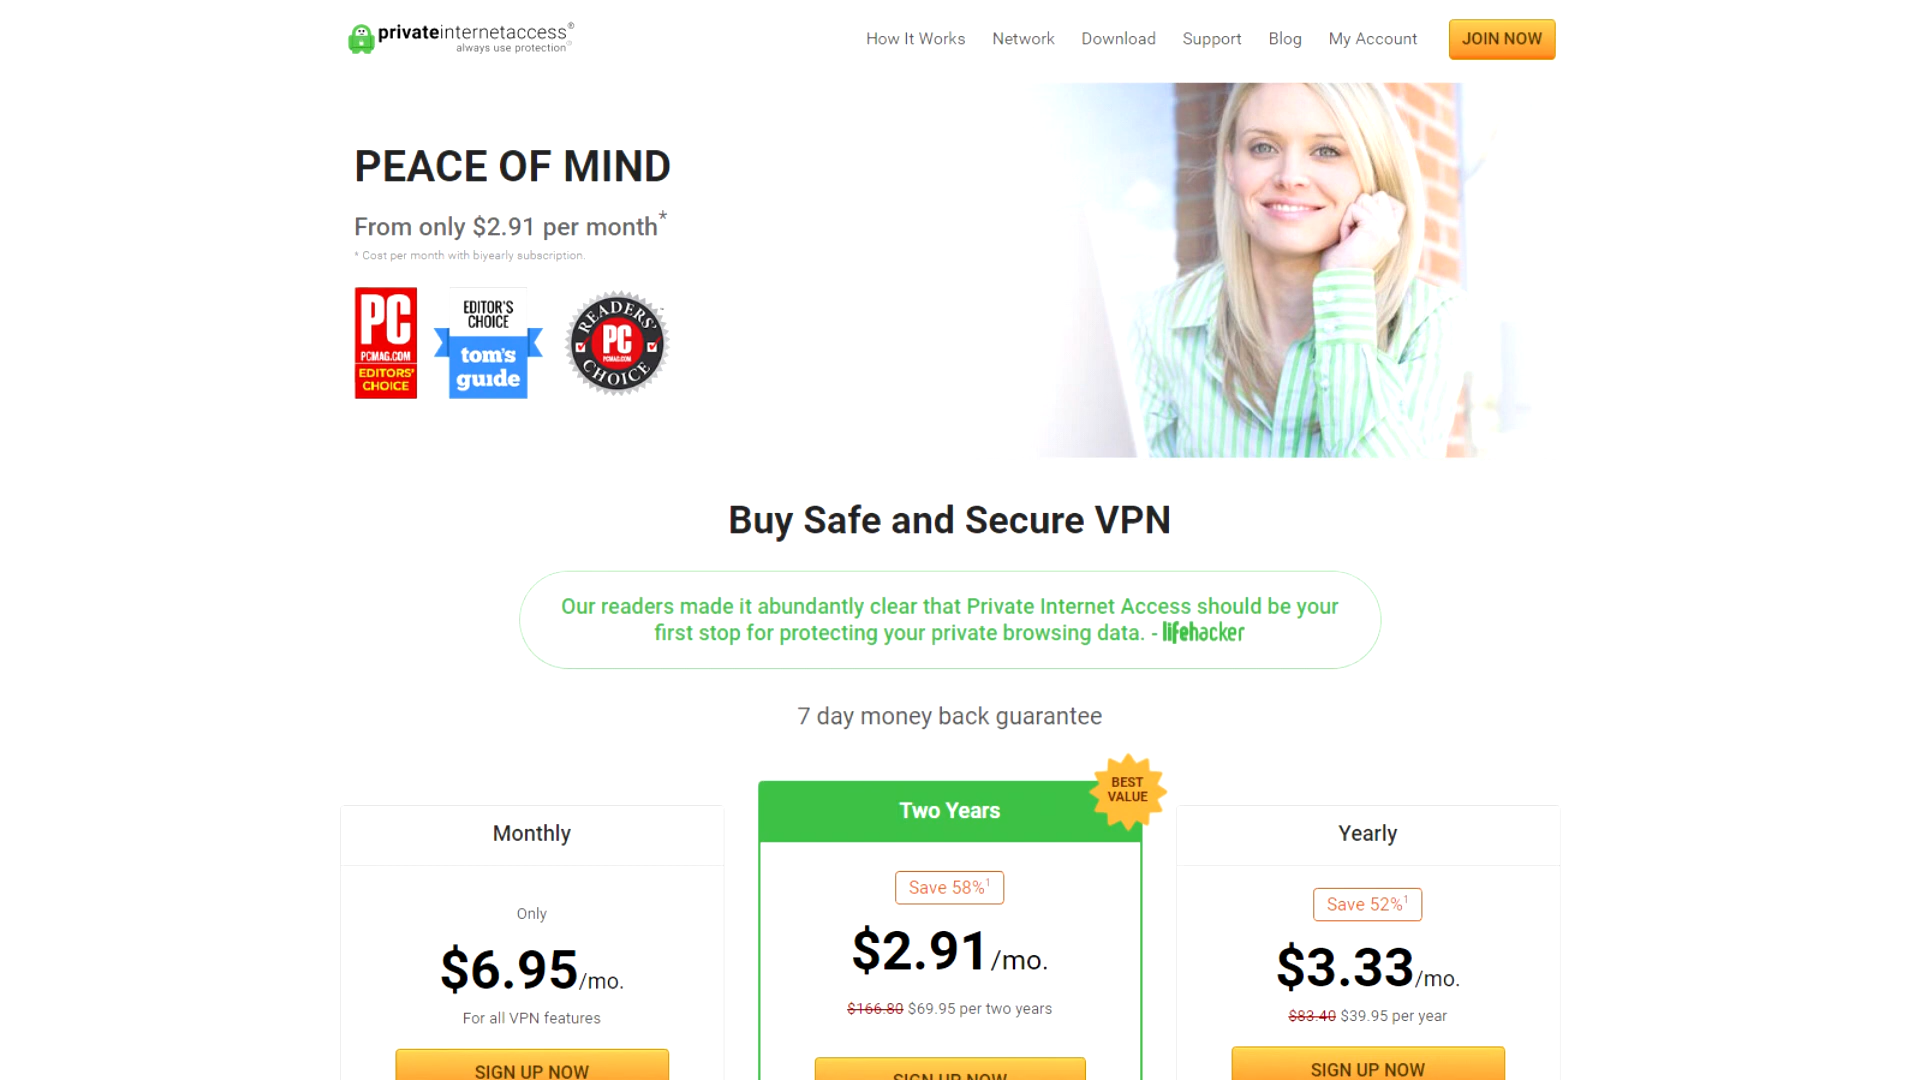 privateinternetaccess®
always use protection
How It Works
Network
Download
Support
Blog
My Account
JOIN NOW
PEACE OF MIND
From only $2.91 per month*
* Cost per month with biyearly subscription.
PC
PCMAG.COM
EDITORS'
CHOICE
EDITOR'S
CHOICE
tom's
guide
READERS'
PC
PCMAG.COM
CHOICE
Buy Safe and Secure VPN
Our readers made it abundantly clear that Private Internet Access should be your
first stop for protecting your private browsing data. - lifehacker
7 day money back guarantee
Monthly
Only
$6.95/mo.
For all VPN features
SIGN UP NOW
BEST
VALUE
Two Years
Save 58%¹
$2.91/mo.
$166.80 $69.95 per two years
SIGN UP NOW
Yearly
Save 52%¹
$3.33/mo.
$83.40 $39.95 per year
SIGN UP NOW